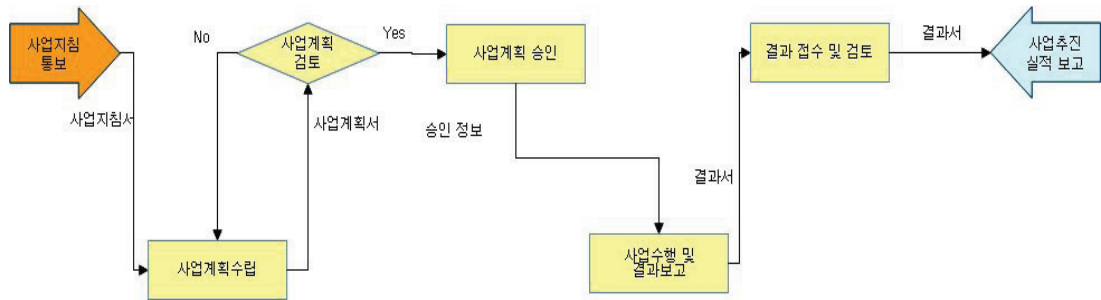 사업지침
통보
No
사업계획
검토
Yes
사업계획 승인
결과 접수 및 검토
결과서
사업추진
실적 보고
사업지침서
사업계획서
승인 정보
결과서
사업계획수립
사업수행 및
결과보고